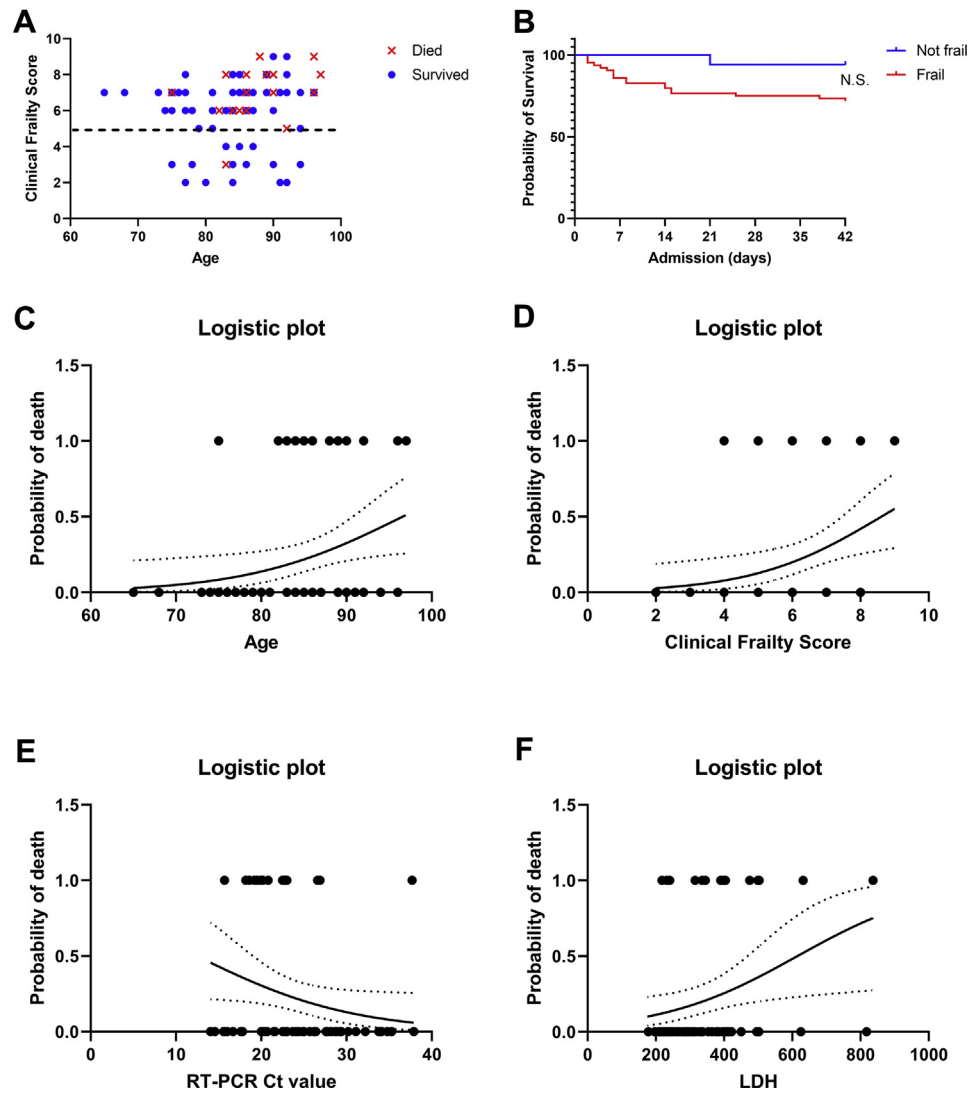 A
Clinical Frailty Score
10
8
6
4
2
0
60
70
80
90
100
Age
Died
Survived
B
Probability of Survival
100
50
0
0
7
14
21
28
35
42
Admission (days)
N.S.
Not frail
Frail
C
Logistic plot
Probability of death
1.5
1.0
0.5
0.0
60
70
80
90
100
Age
D
Logistic plot
Probability of death
1.5
1.0
0.5
0.0
0
2
4
6
8
10
Clinical Frailty Score
E
Logistic plot
Probability of death
1.5
1.0
0.5
0.0
0
10
20
30
40
RT-PCR Ct value
F
Logistic plot
Probability of death
1.5
1.0
0.5
0.0
0
200
400
600
800
1000
LDH